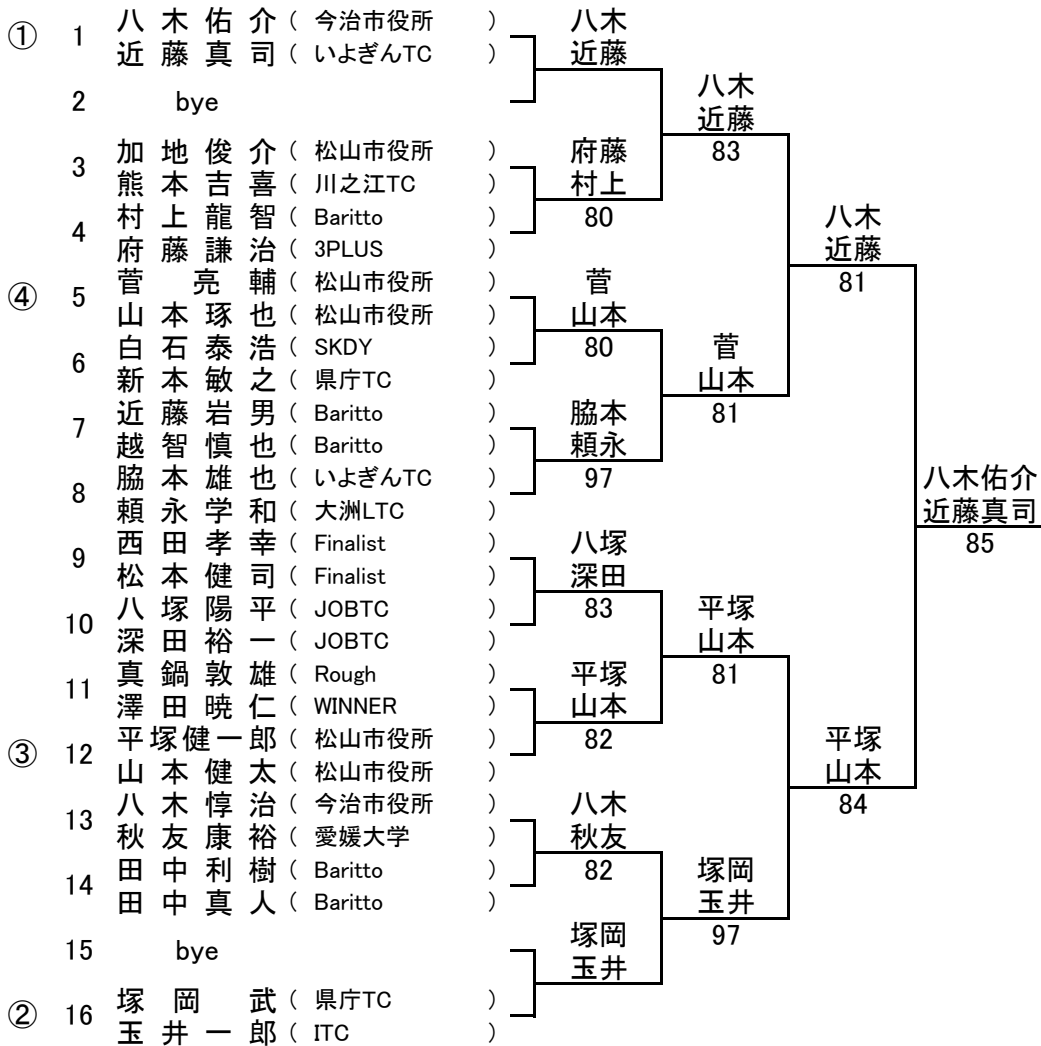 ① 1 八木佑介（ 今治市役所 ）
近藤真司（ いよぎんTC ）
2 bye
3 加地俊介（ 松山市役所 ）
熊本吉喜（ 川之江TC ）
4 村上龍智（ Baritto ）
府藤謙治（ 3PLUS ）
④ 5 菅　亮輔（ 松山市役所 ）
山本琢也（ 松山市役所 ）
6 白石泰浩（ SKDY ）
新本敏之（ 県庁TC ）
7 近藤岩男（ Baritto ）
越智慎也（ Baritto ）
8 脇本雄也（ いよぎんTC ）
頼永学和（ 大洲LTC ）
9 西田孝幸（ Finalist ）
松本健司（ Finalist ）
10 八塚陽平（ JOBTC ）
深田裕一（ JOBTC ）
11 真鍋敦雄（ Rough ）
澤田暁仁（ WINNER ）
③ 12 平塚健一郎（ 松山市役所 ）
山本健太（ 松山市役所 ）
13 八木惇治（ 今治市役所 ）
秋友康裕（ 愛媛大学 ）
14 田中利樹（ Baritto ）
田中真人（ Baritto ）
15 bye
② 16 塚岡　武（ 県庁TC ）
玉井一郎（ ITC ）
八木
近藤
府藤
村上
80
菅
山本
80
脇本
頼永
97
八塚
深田
83
平塚
山本
82
八木
秋友
82
塚岡
玉井
八木
近藤
83
菅
山本
81
平塚
山本
81
塚岡
玉井
97
八木
近藤
81
平塚
山本
84
八木佑介
近藤真司
85